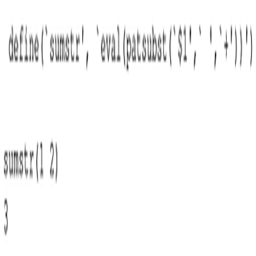 define(`sumstr', `eval(patsubst(`$1',` ',`+'))')
sumstr(1 2)
3